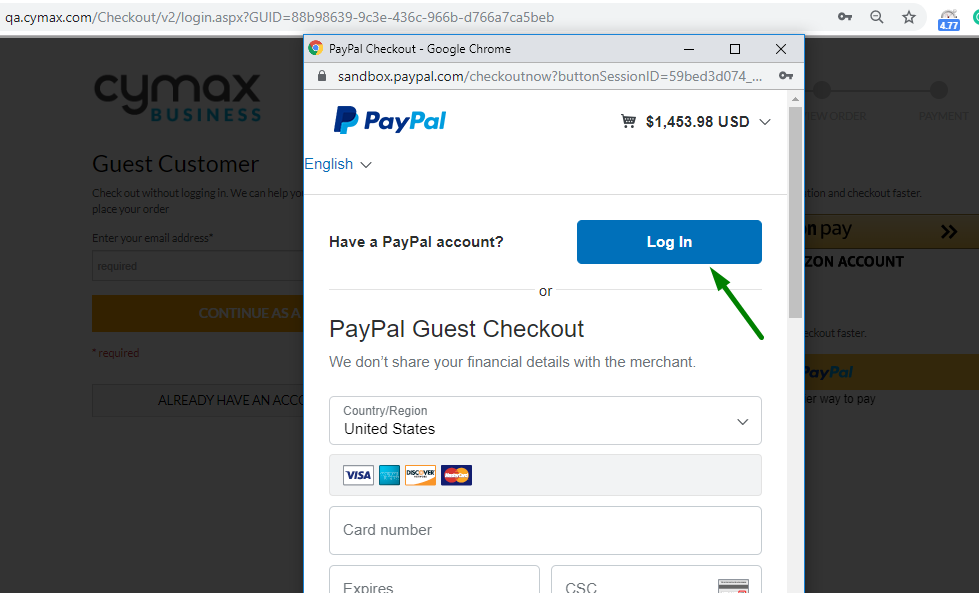 qa.cymax.com/Checkout/v2/login.aspx?GUID=88b98639-9c3e-436c-966b-d766a7ca5beb
4.77
PayPal Checkout - Google Chrome
sandbox.paypal.com/checkoutnow?buttonSessionID=59bed3d074_...
cymax
BUSINESS
PayPal
$1,453.98 USD
IEW ORDER
PAYMENT
English
Guest Customer
Check out without logging in. We can help you
place your order
tion and checkout faster.
Enter your email address*
required
CONTINUE AS A
* required
ALREADY HAVE AN ACCO
n pay
ZON ACCOUNT
eckout faster:
PayPal
er way to pay
Have a PayPal account?
Log In
or
PayPal Guest Checkout
We don’t share your financial details with the merchant.
Country/Region
United States
VISA
DISCOVER
MasterCard
Card number
Expires
CSC